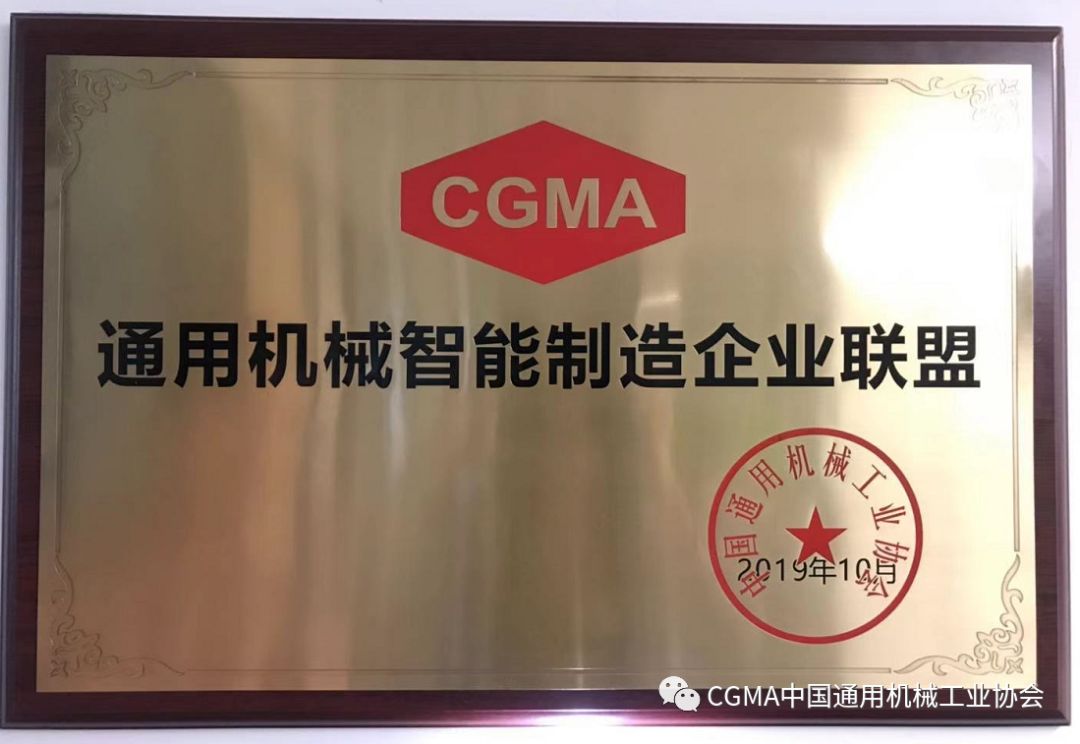 CGMA
通用机械智能制造企业联盟
中国通用机械工业协会
2019年10月
CGMA中国通用机械工业协会